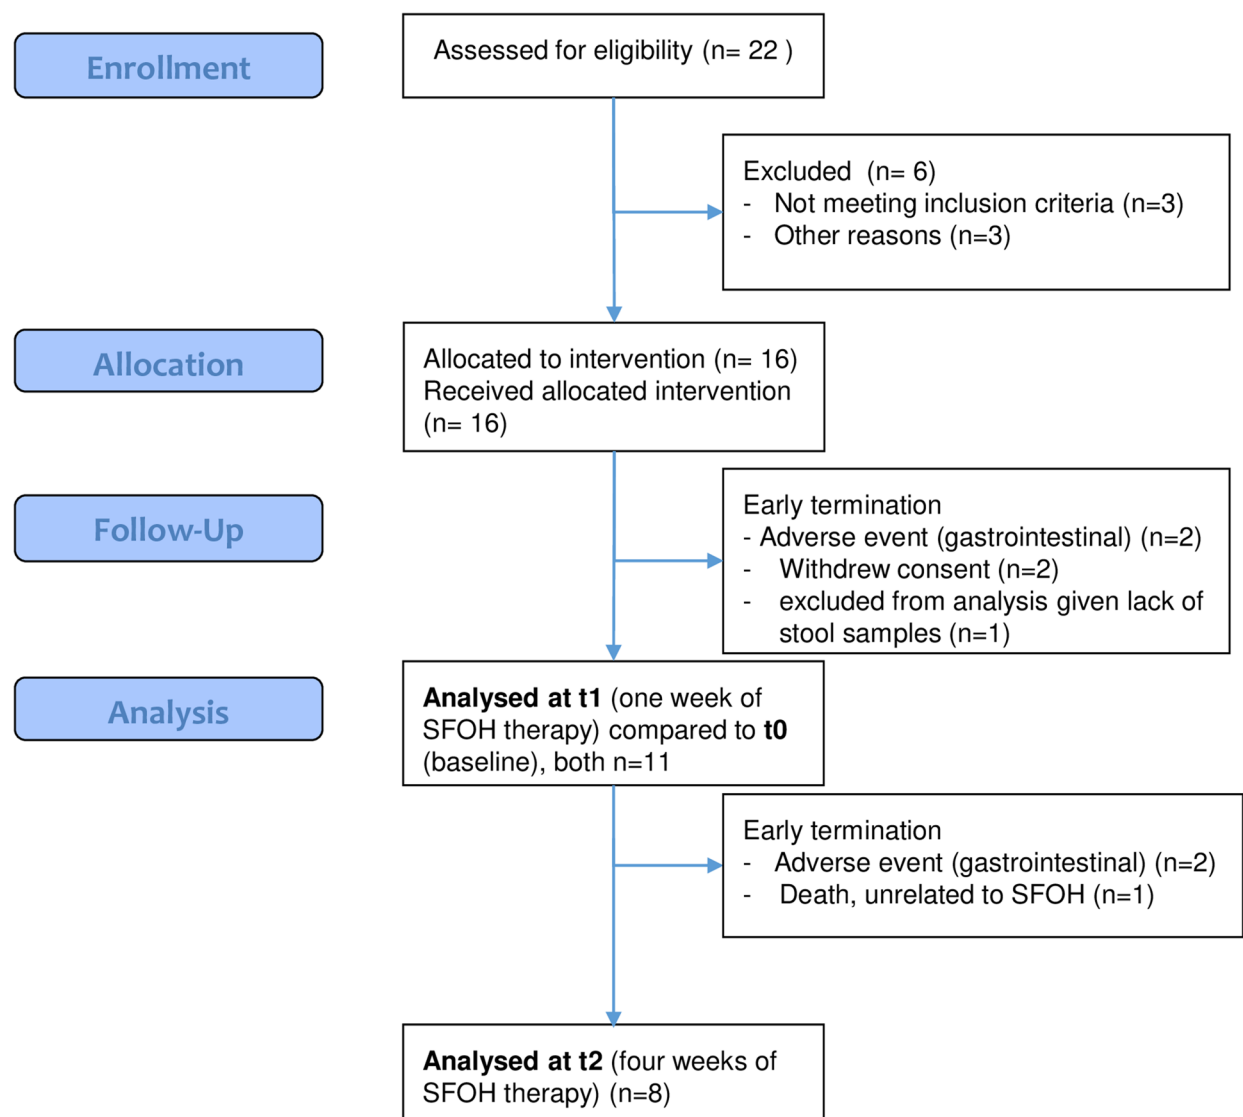 Enrollment
Assessed for eligibility (n= 22 )
Excluded  (n= 6)
-   Not meeting inclusion criteria (n=3)
-   Other reasons (n=3)
Allocation
Allocated to intervention (n= 16)
Received allocated intervention
(n= 16)
Follow-Up
Early termination
- Adverse event (gastrointestinal) (n=2)
-   Withdrew consent (n=2)
-   excluded from analysis given lack of
stool samples (n=1)
Analysis
Analysed at t1 (one week of
SFOH therapy) compared to t0
(baseline), both n=11
Early termination
-   Adverse event (gastrointestinal) (n=2)
-   Death, unrelated to SFOH (n=1)
Analysed at t2 (four weeks of
SFOH therapy) (n=8)